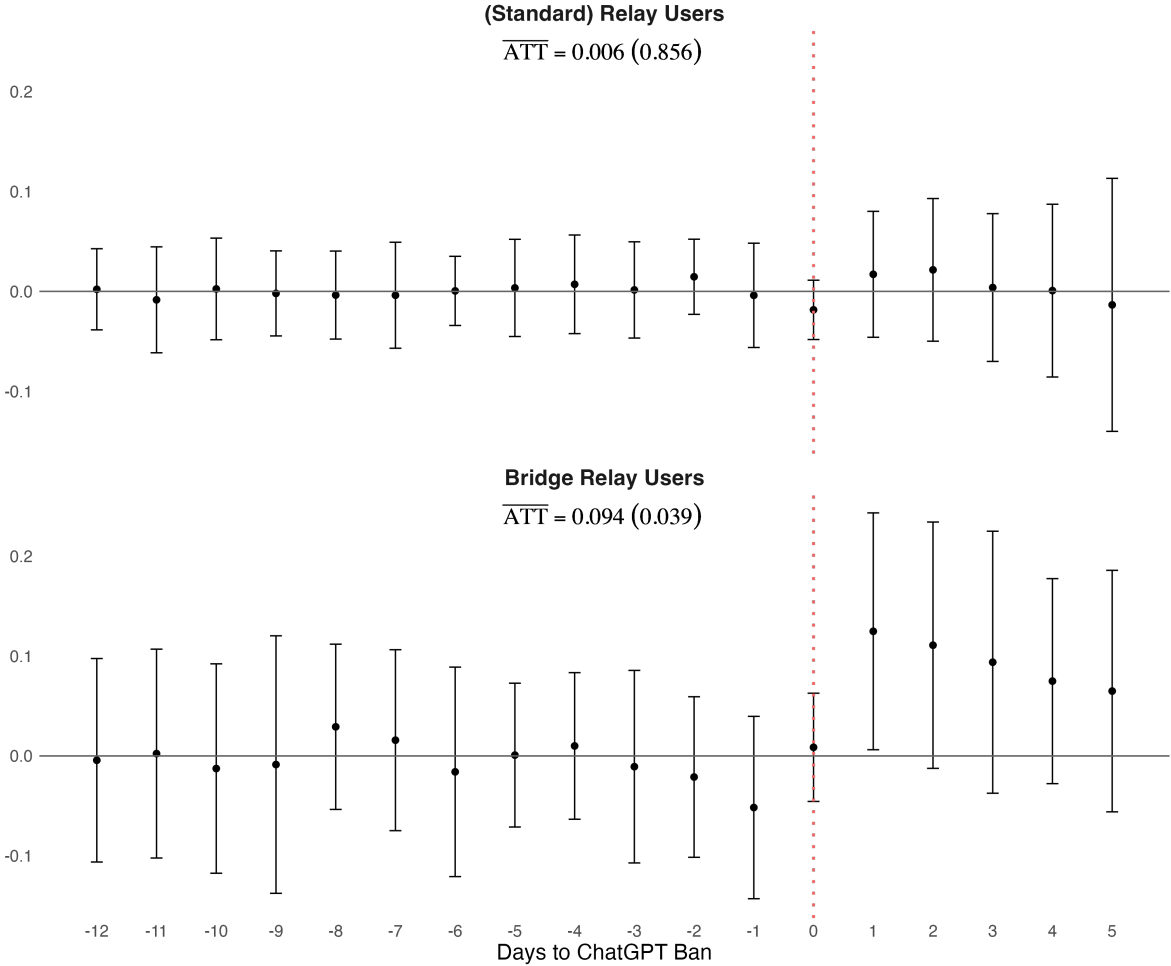 (Standard) Relay Users
ATT = 0.006 (0.856)
0.2
0.1
0.0
-0.1
Bridge Relay Users
ATT = 0.094 (0.039)
0.2
0.1
0.0
-0.1
-12 -11 -10 -9 -8 -7 -6 -5 -4 -3 -2 -1 0 1 2 3 4 5
Days to ChatGPT Ban